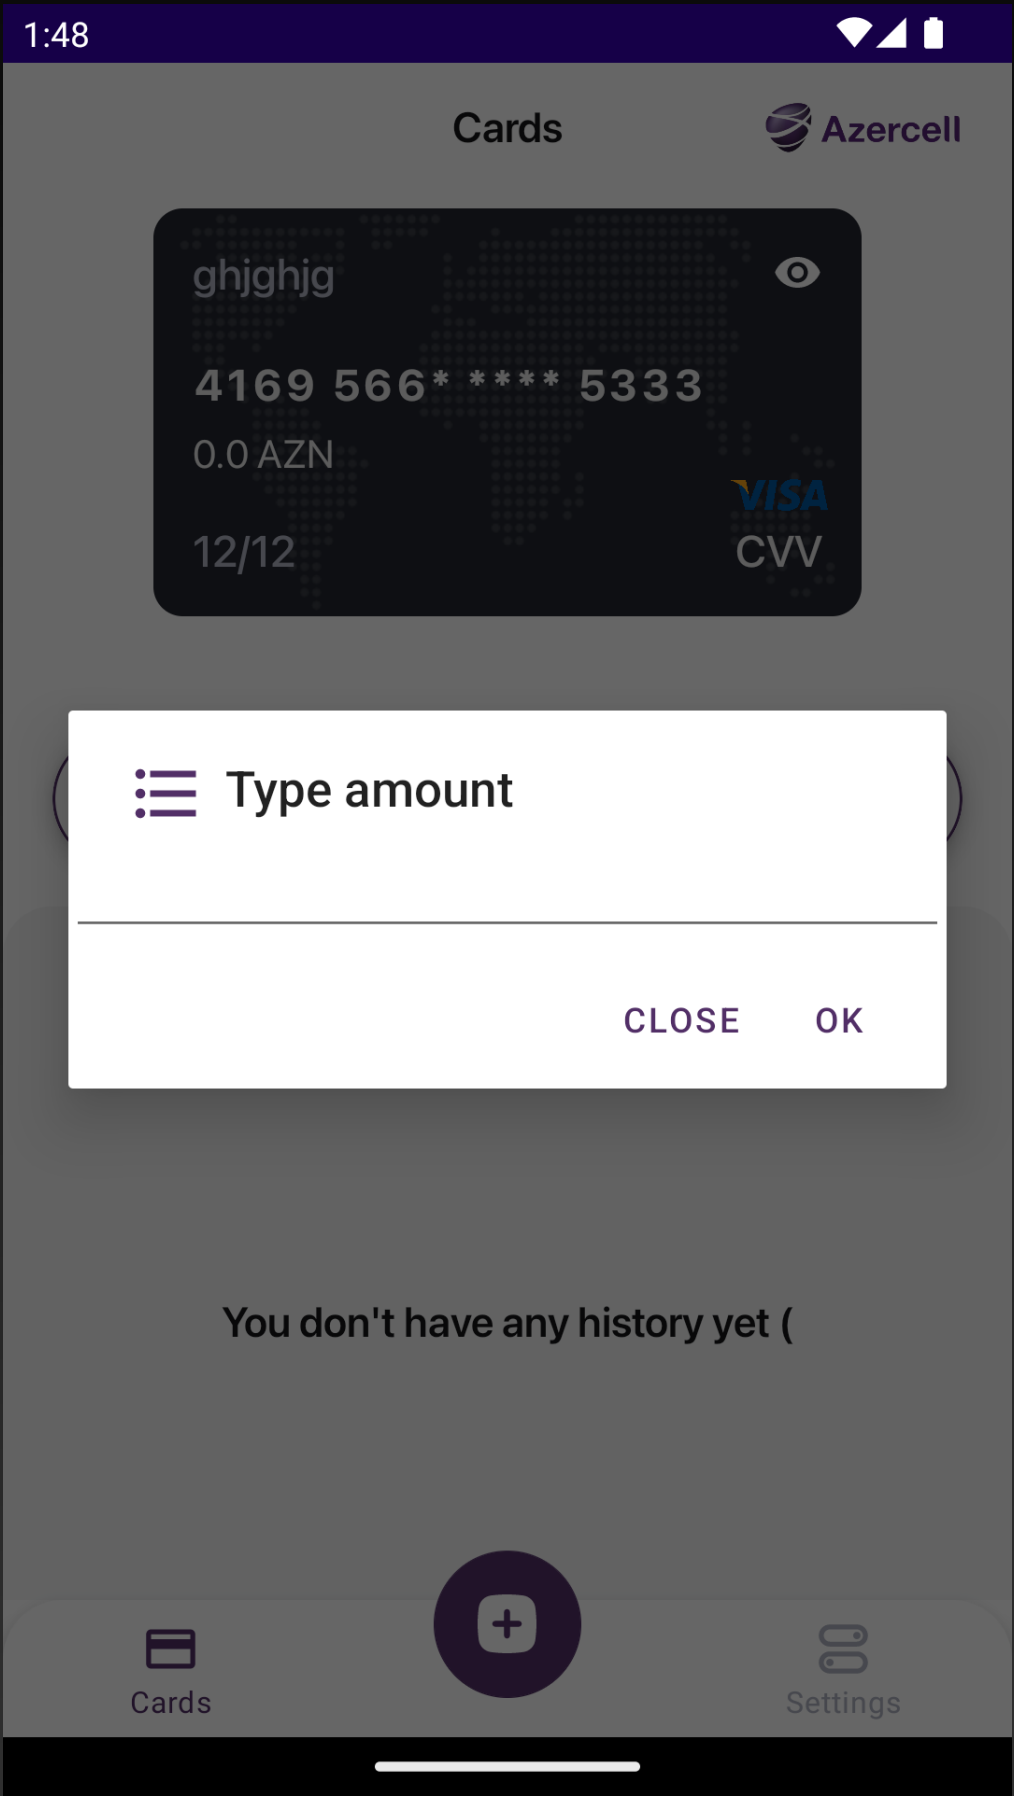 1:48
Cards
Azercell
ghjghjg
4169 566* **** 5333
0.0 AZN
VISA
12/12
CVV
Type amount
CLOSE
OK
You don't have any history yet (
Cards
Settings